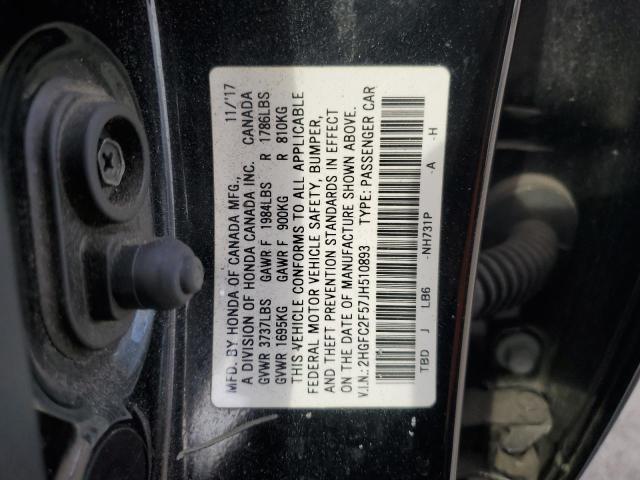 MFD. BY HONDA OF CANADA MFG., 11/'17
A DIVISION OF HONDA CANADA INC. CANADA
GVWR 3737LBS GAWR F 1984LBS R 1786LBS
GVWR 1695KG GAWR F 900KG R 810KG
THIS VEHICLE CONFORMS TO ALL APPLICABLE
FEDERAL MOTOR VEHICLE SAFETY, BUMPER,
AND THEFT PREVENTION STANDARDS IN EFFECT
ON THE DATE OF MANUFACTURE SHOWN ABOVE.
V.I.N.: 2HGFC2F57JH510893 TYPE: PASSENGER CAR
TBD J LB6 -NH731P -A -H